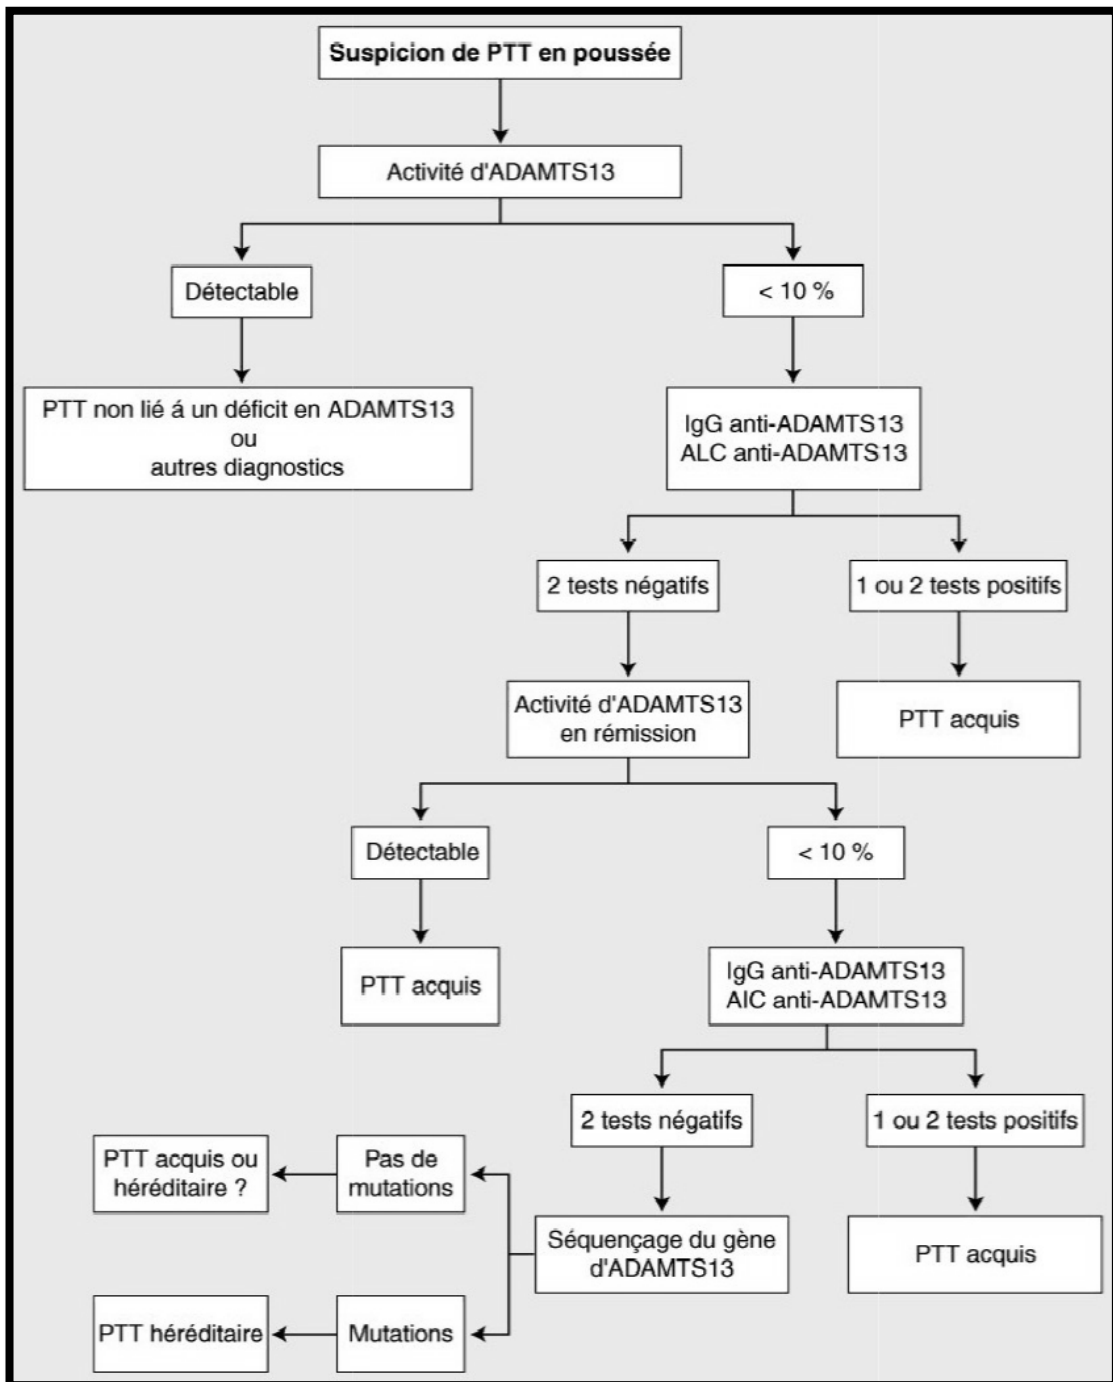 Suspicion de PTT en poussée
Activité d'ADAMTS13
Détectable
< 10 %
PTT non lié á un déficit en ADAMTS13
ou
autres diagnostics
IgG anti-ADAMTS13
ALC anti-ADAMTS13
2 tests négatifs
1 ou 2 tests positifs
Activité d'ADAMTS13
en rémission
PTT acquis
Détectable
< 10 %
PTT acquis
IgG anti-ADAMTS13
AIC anti-ADAMTS13
2 tests négatifs
1 ou 2 tests positifs
PTT acquis ou
héréditaire ?
Pas de
mutations
Séquençage du gène
d'ADAMTS13
PTT acquis
PTT héréditaire
Mutations